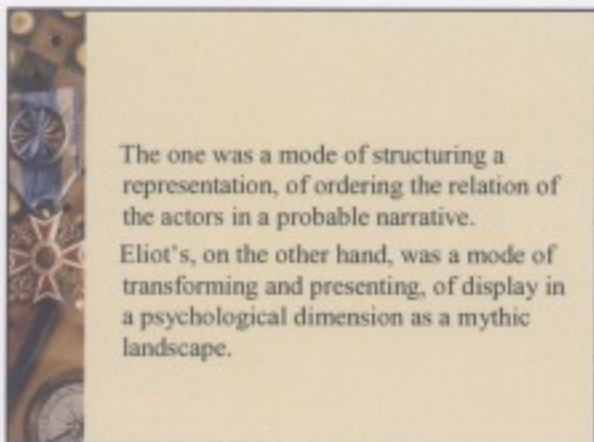 The one was a mode of structuring a
representation, of ordering the relation of
the actors in a probable narrative.
Eliot's, on the other hand, was a mode of
transforming and presenting, of display in
a psychological dimension as a mythic
landscape.